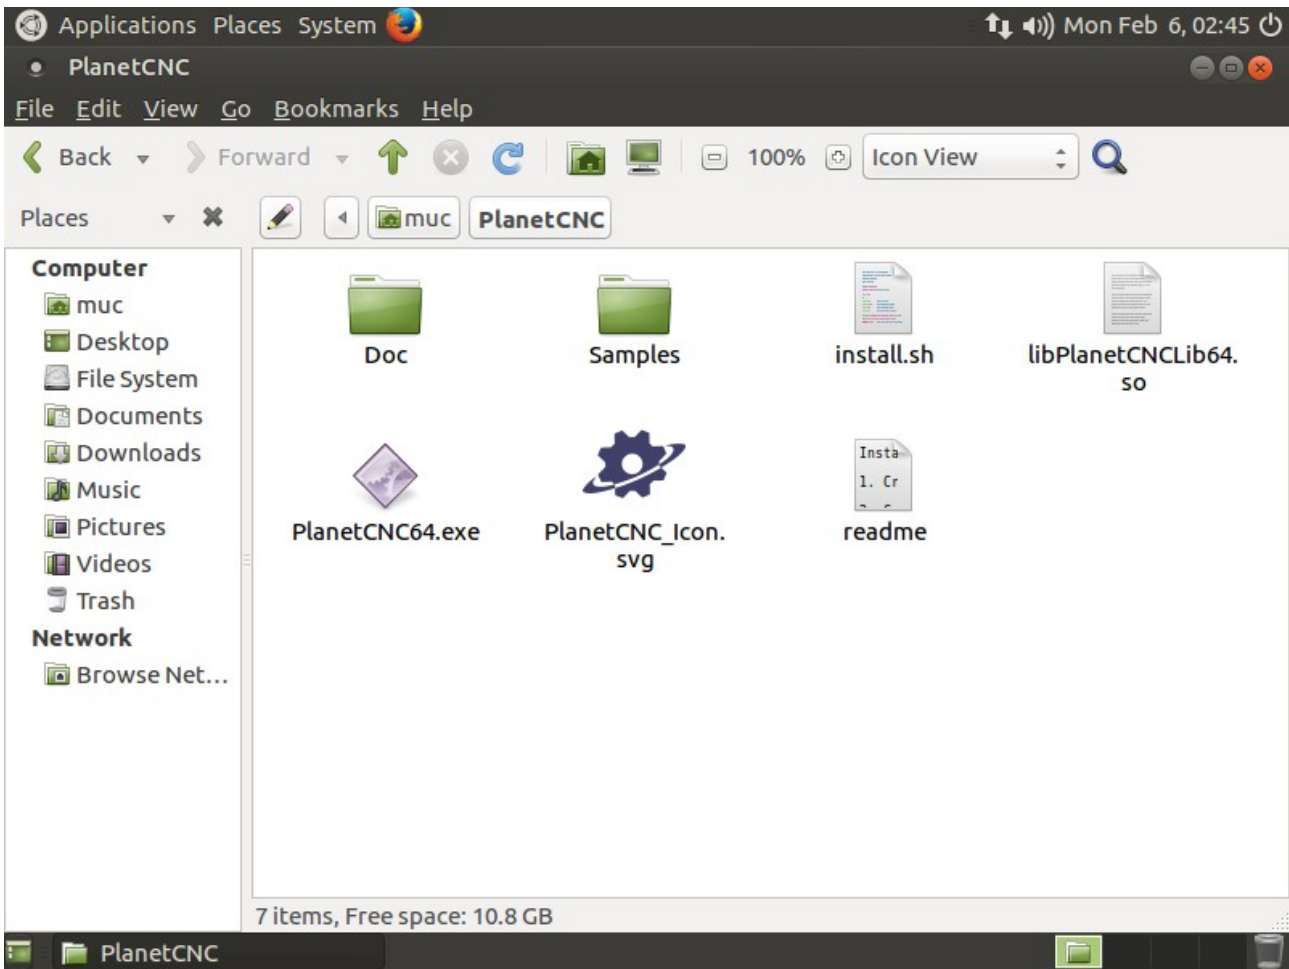 Applications Places System Mon Feb 6, 02:45
PlanetCNC
File Edit View Go Bookmarks Help
Back Forward 100% Icon View
Places muc PlanetCNC
Computer
muc
Desktop
File System
Documents
Downloads
Music
Pictures
Videos
Trash
Network
Browse Net...
Doc
Samples
install.sh
libPlanetCNCLib64.
so
PlanetCNC64.exe
PlanetCNC_Icon.
svg
Insta
1. Cr
readme
7 items, Free space: 10.8 GB
PlanetCNC